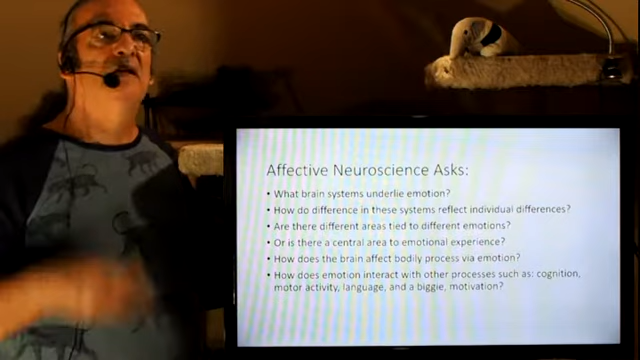 Affective Neuroscience Asks:
• What brain systems underlie emotion?
• How do difference in these systems reflect individual differences?
• Are there different areas tied to different emotions?
• Or is there a central area to emotional experience?
• How does the brain affect bodily process via emotion?
• How does emotion interact with other processes such as: cognition,
motor activity, language, and a biggie, motivation?